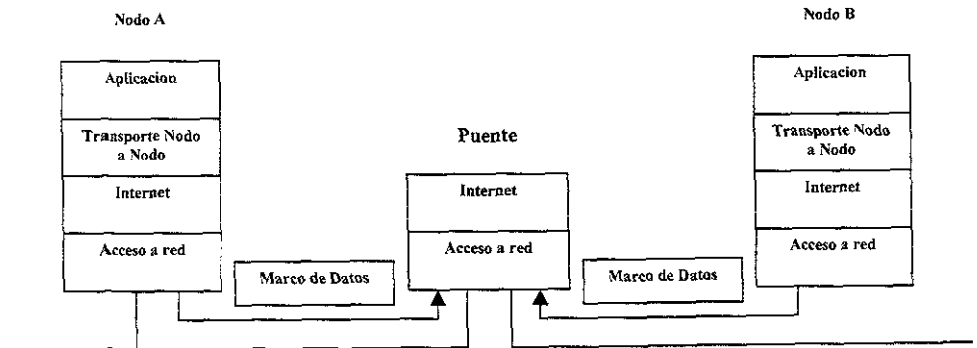 Nodo A
Nodo B
Aplicacion
Transporte Nodo
a Nodo
Internet
Acceso a red
Puente
Internet
Acceso a red
Aplicacion
Transporte Nodo
a Nodo
Internet
Acceso a red
Marco de Datos
Marco de Datos